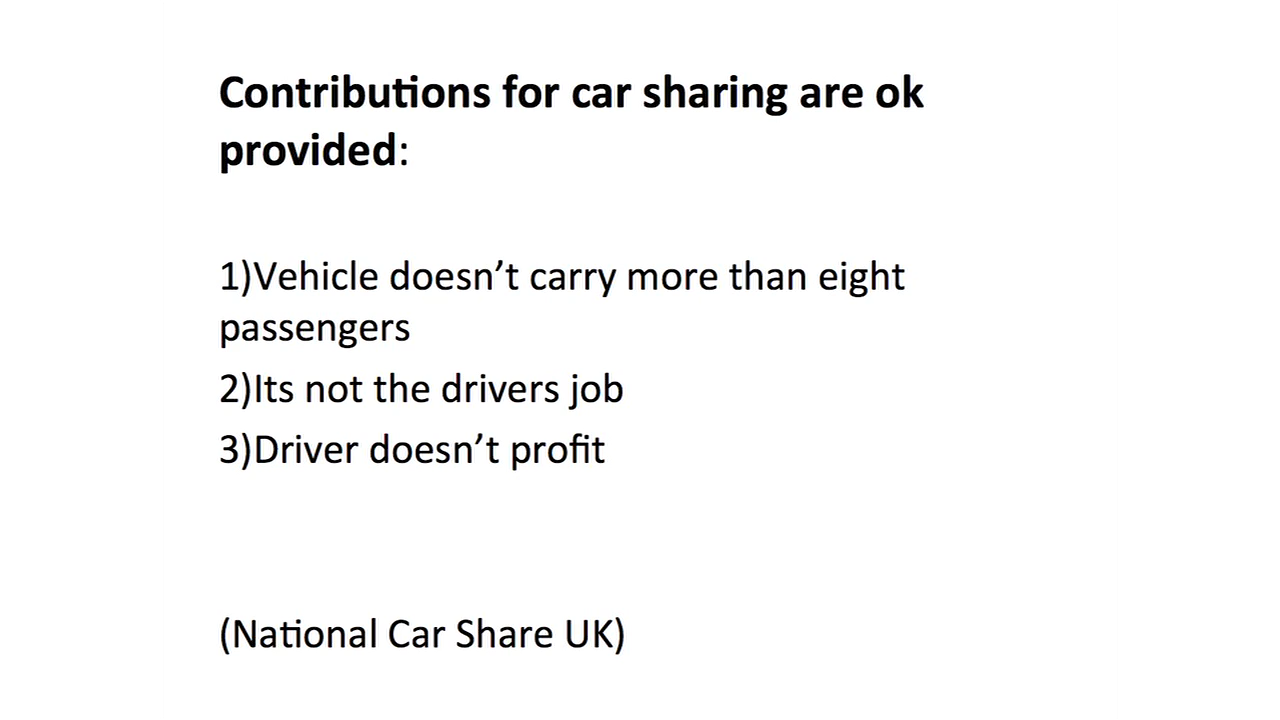 Contributions for car sharing are ok
provided:
1)Vehicle doesn’t carry more than eight
passengers
2)Its not the drivers job
3)Driver doesn’t profit
(National Car Share UK)